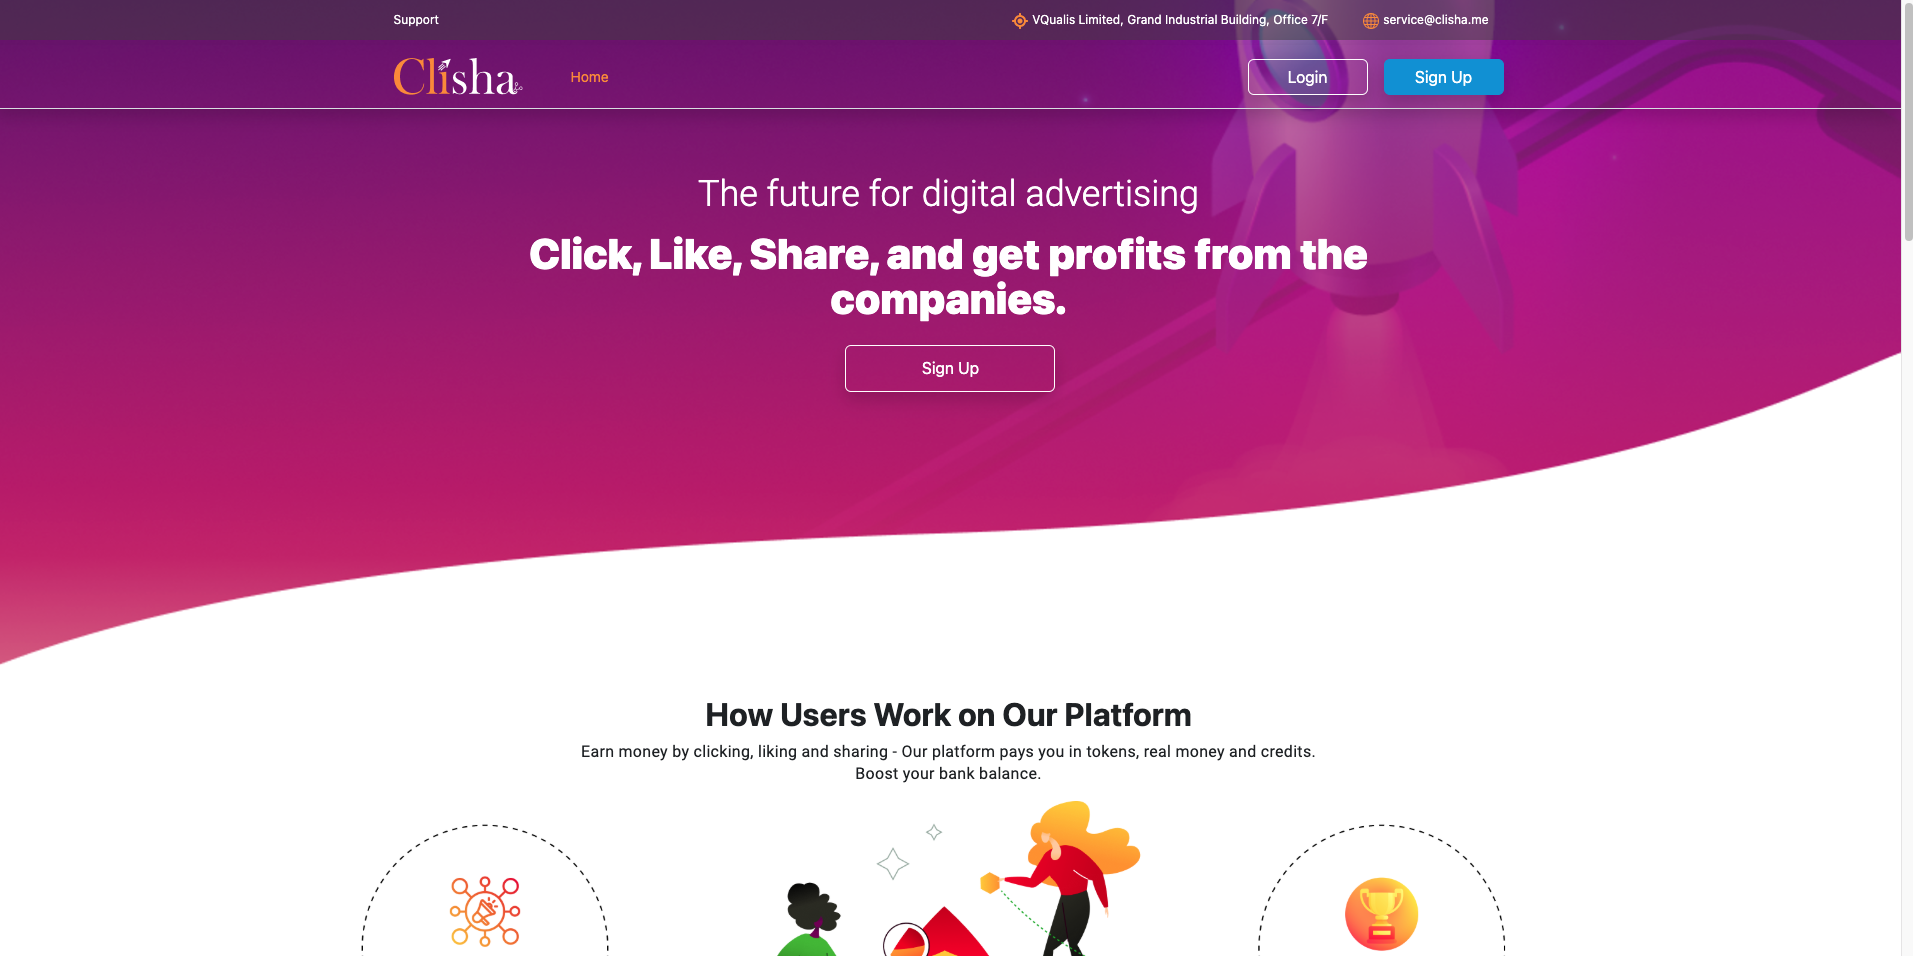 Support
VQualis Limited, Grand Industrial Building, Office 7/F
service@clisha.me
Clisha
Home
Login
Sign Up
The future for digital advertising
Click, Like, Share, and get profits from the
companies.
Sign Up
How Users Work on Our Platform
Earn money by clicking, liking and sharing - Our platform pays you in tokens, real money and credits.
Boost your bank balance.